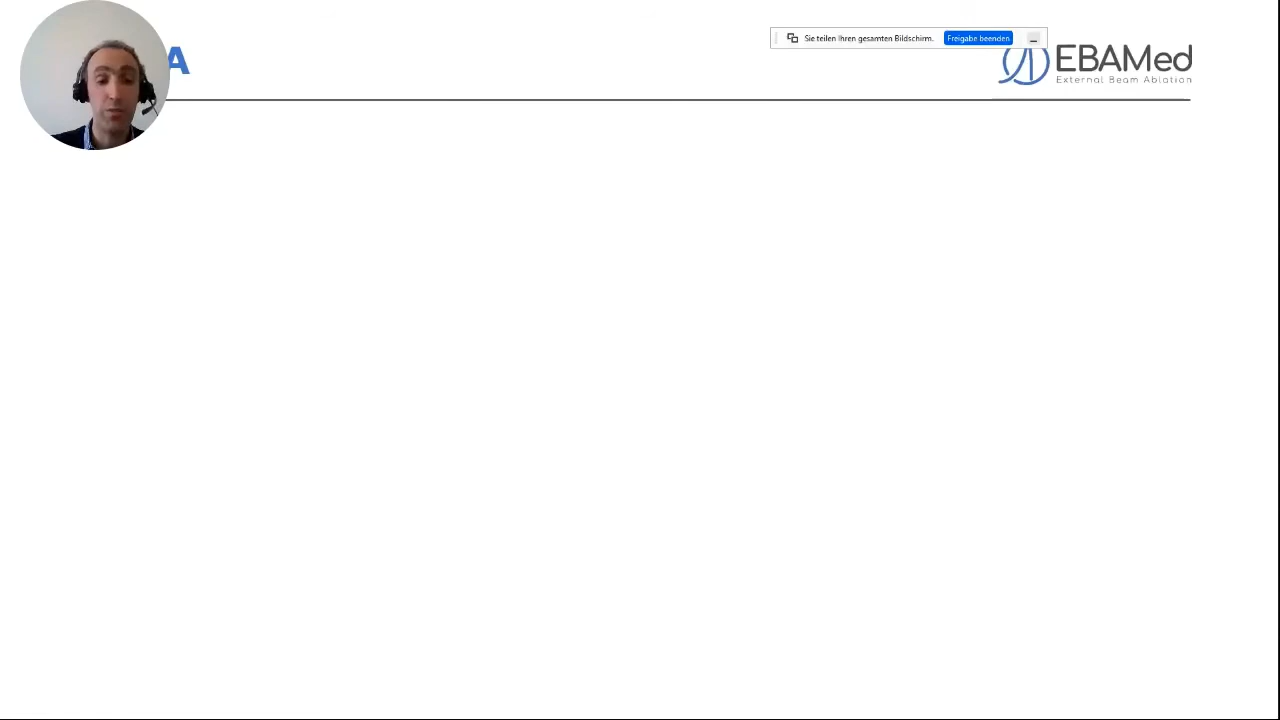 A
Sie teilen Ihren gesamten Bildschirm. Freigabe beenden
EBAMed
External Beam Ablation